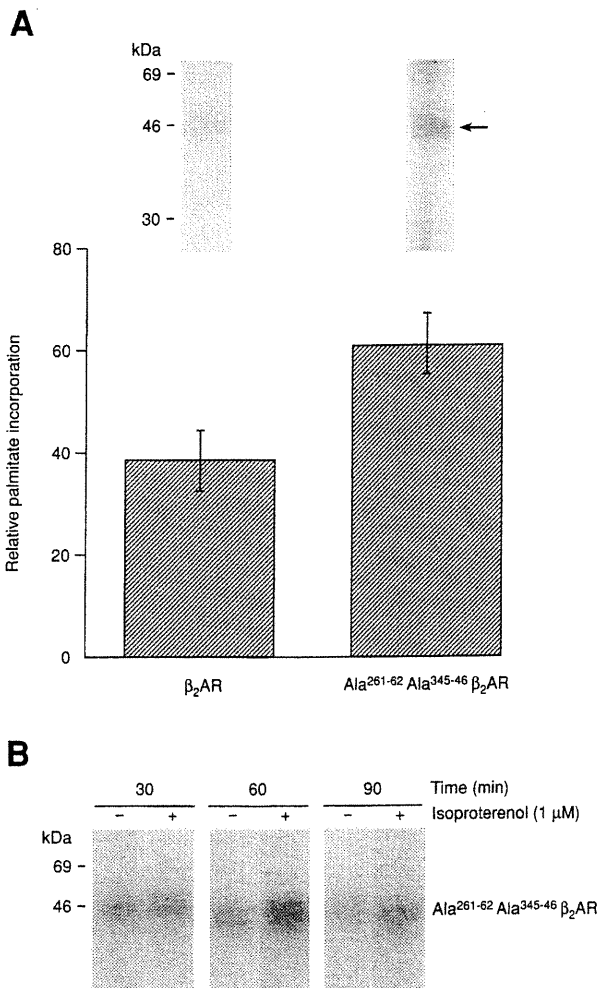 A
kDa
69 –
46 –
30 –
80
60
40
20
0
Relative palmitate incorporation
β₂AR
Ala²⁶¹⁻⁶² Ala³⁴⁵⁻⁴⁶ β₂AR
B
30 60 90 Time (min)
– + – + – + Isoproterenol (1 μM)
kDa
69 –
46 –
Ala²⁶¹⁻⁶² Ala³⁴⁵⁻⁴⁶ β₂AR